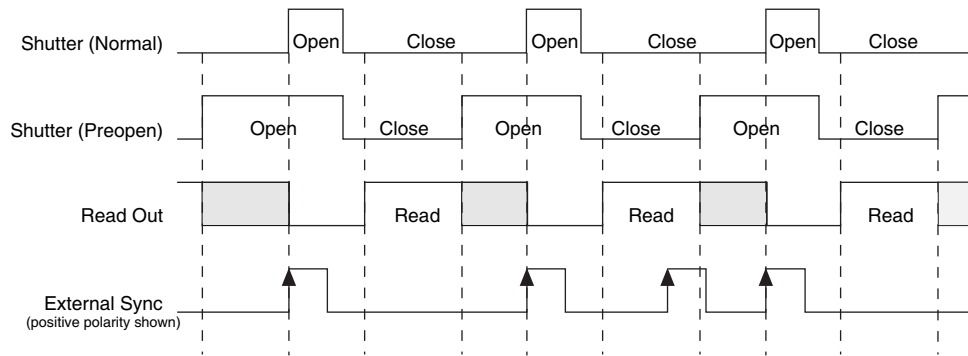 Shutter (Normal) Open Close Open Close Open Close
Shutter (Preopen) Open Close Open Close Open Close
Read Out Read Read Read
External Sync
(positive polarity shown)